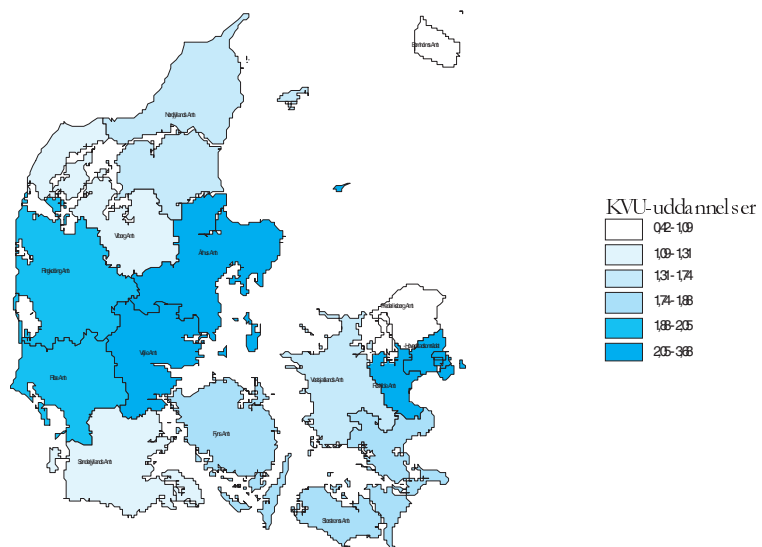 Bornholms Amt
Nordjyllands Amt
Viborg Amt
Århus Amt
Ringkøbing Amt
KVU-uddannelser
0,42 - 1,09
1,09 - 1,31
1,31 - 1,74
1,74 - 1,88
1,88 - 2,05
2,05 - 3,68
Frederiksborg Amt
Hovedstadsområdet
Vejle Amt
Ribe Amt
Vestsjællands Amt
Roskilde Amt
Fyns Amt
Sønderjyllands Amt
Storstrøms Amt